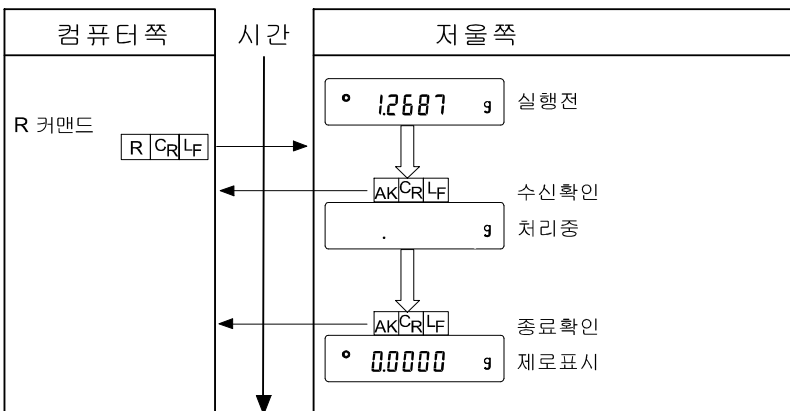 컴퓨터쪽
시간
저울쪽
1.2687 g
실행전
R 커맨드
R CR LF
AK CR LF
수신확인
. g
처리중
AK CR LF
종료확인
0.0000 g
제로표시